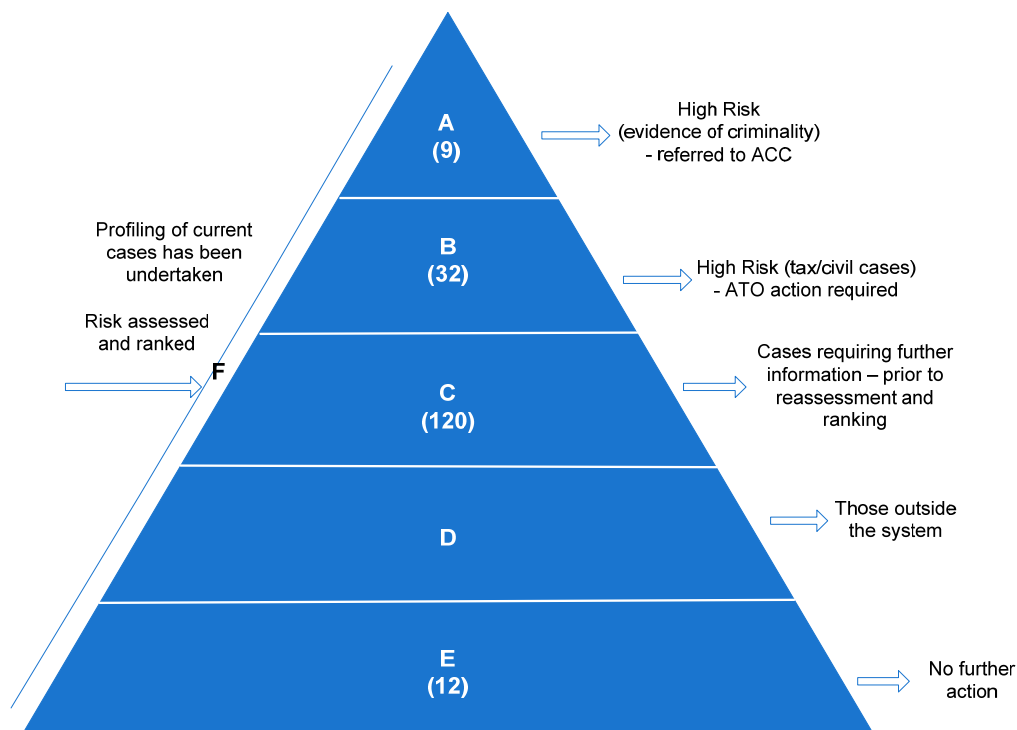 A
(9)
High Risk
(evidence of criminality)
- referred to ACC
Profiling of current
cases has been
undertaken
B
(32)
High Risk (tax/civil cases)
- ATO action required
Risk assessed
and ranked
F
C
(120)
Cases requiring further
information – prior to
reassessment and
ranking
D
Those outside
the system
E
(12)
No further
action